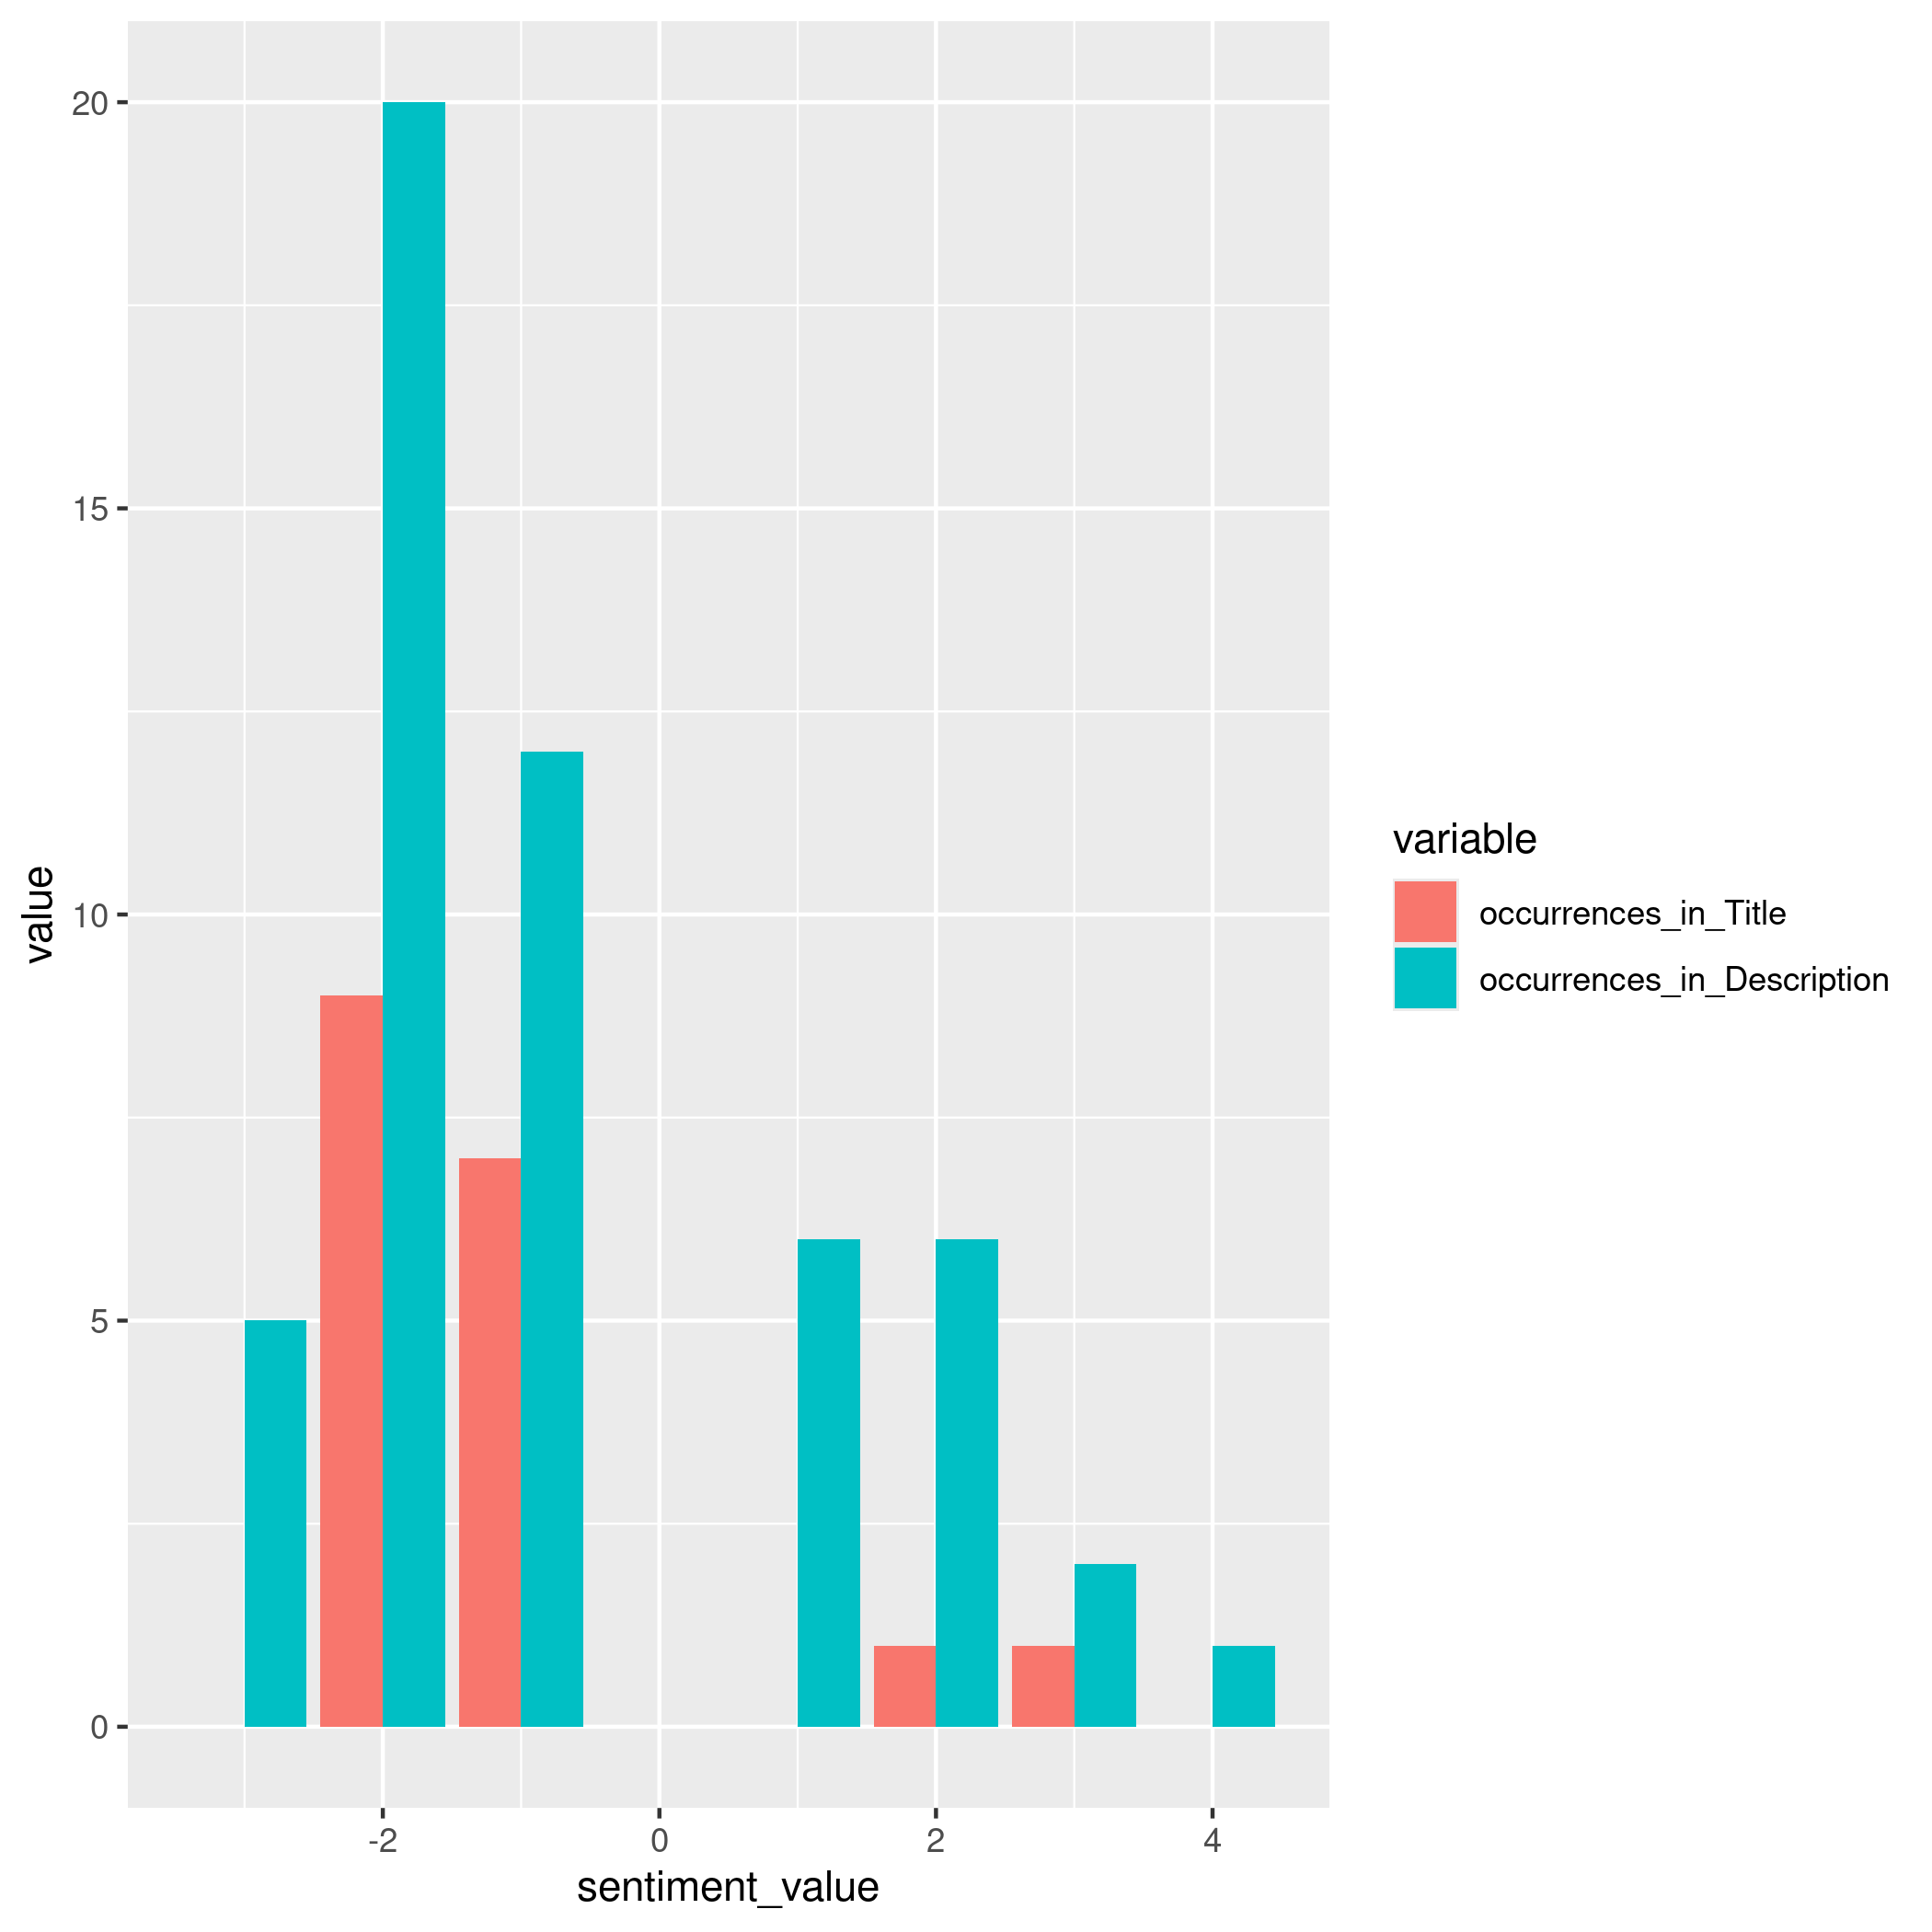 20
15
10
5
0
value
-2 0 2 4
sentiment_value
variable
occurrences_in_Title
occurrences_in_Description